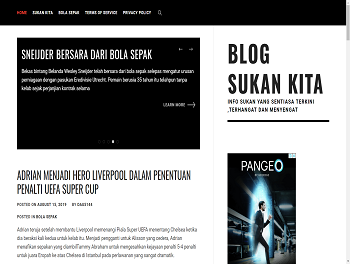 HOME SUKAN KITA BOLA SEPAK TERMS OF SERVICE PRIVACY POLICY
SNEIJDER BERSARA DARI BOLA SEPAK
Bekas bintang Belanda Wesley Sneijder telah bersara dari bola sepak selepas mengatur urusan
perniagaan dengan pasukan Eredivisie Utrecht. Pemain berusia 35 tahun itu telahpun tanpa
kelab sejak perjanjian kontrak selama
LEARN MORE
BLOG
SUKAN KITA
INFO SUKAN YANG SENTIASA TERKINI
,TERHANGAT DAN MENYENGAT
PANGEO
ADRIAN MENJADI HERO LIVERPOOL DALAM PENENTUAN
PENALTI UEFA SUPER CUP
POSTED ON AUGUST 15, 2019 BY
POSTED IN BOLA SEPAK
Adrian teruja setelah membantu Liverpool memenangi Piala Super UEFA menentang Chelsea ketika
dia beraksi kali kedua untuk kelab itu. Menjadi pengganti untuk Alisson yang cedera, Adrian
menafikan sepakan yang diambil Tammy Abraham untuk mengesahkan kejayaan penalti 5-4 penalti
untuk juara Eropah ke atas Chelsea di Istanbul pada perlawanan yang sangat dramatik.